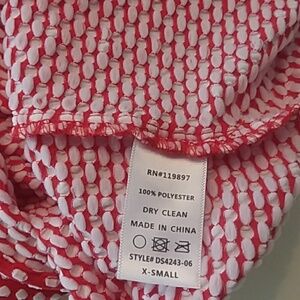 RN#119897
100% POLYESTER
DRY CLEAN
MADE IN CHINA
STYLE# DS4243-06
X-SMALL